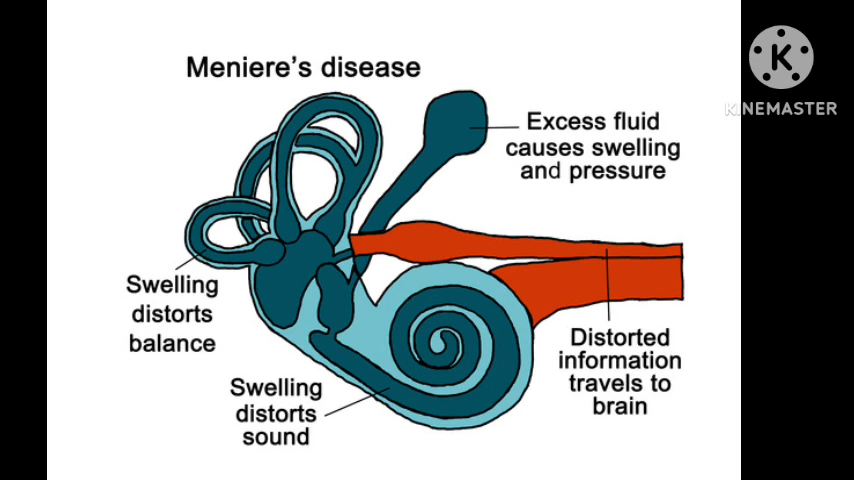 Meniere's disease
K
KINEMASTER
Excess fluid
causes swelling
and pressure
Swelling
distorts
balance
Distorted
information
travels to
brain
Swelling
distorts
sound